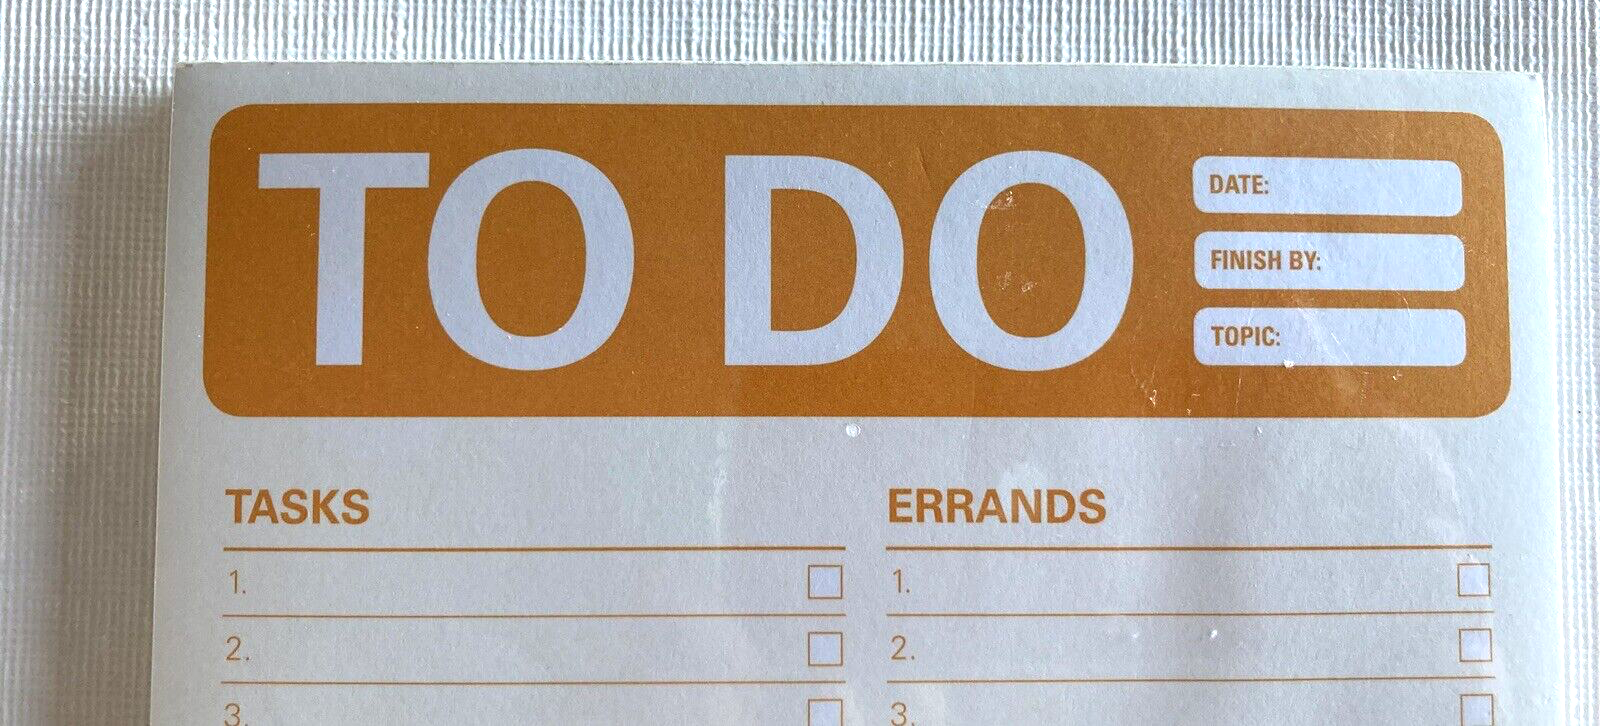 TO DO
DATE:
FINISH BY:
TOPIC:
TASKS
1.
2.
3.
ERRANDS
1.
2.
3.